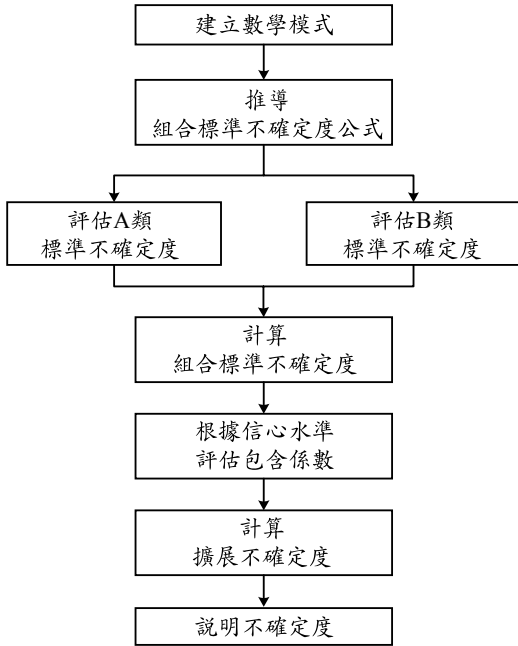 建立數學模式
推導
組合標準不確定度公式
評估A類
標準不確定度
評估B類
標準不確定度
計算
組合標準不確定度
根據信心水準
評估包含係數
計算
擴展不確定度
說明不確定度